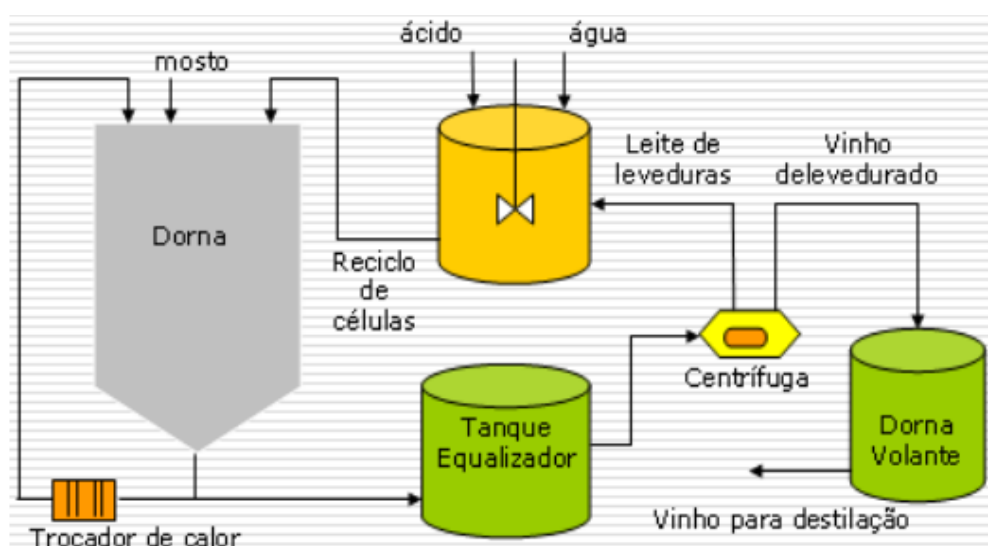 ácido
água
mosto
Leite de
leveduras
Vinho
delevedurado
Dorna
Reciclo
de
células
Centrífuga
Tanque
Equalizador
Dorna
Volante
Vinho para destilação
Trocador de calor